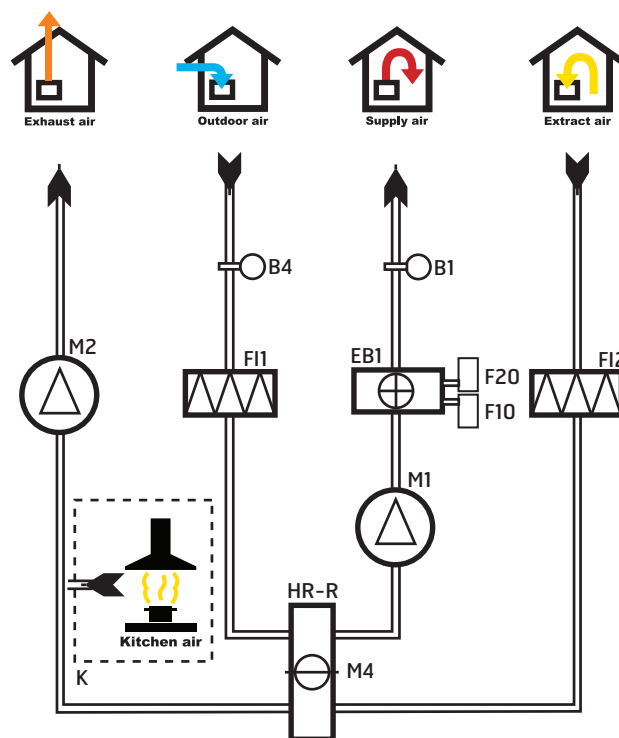 Exhaust air
Outdoor air
Supply air
Extract air
B4
B1
M2
FI1
EB1
F20
F10
FI2
M1
HR-R
Kitchen air
K
M4